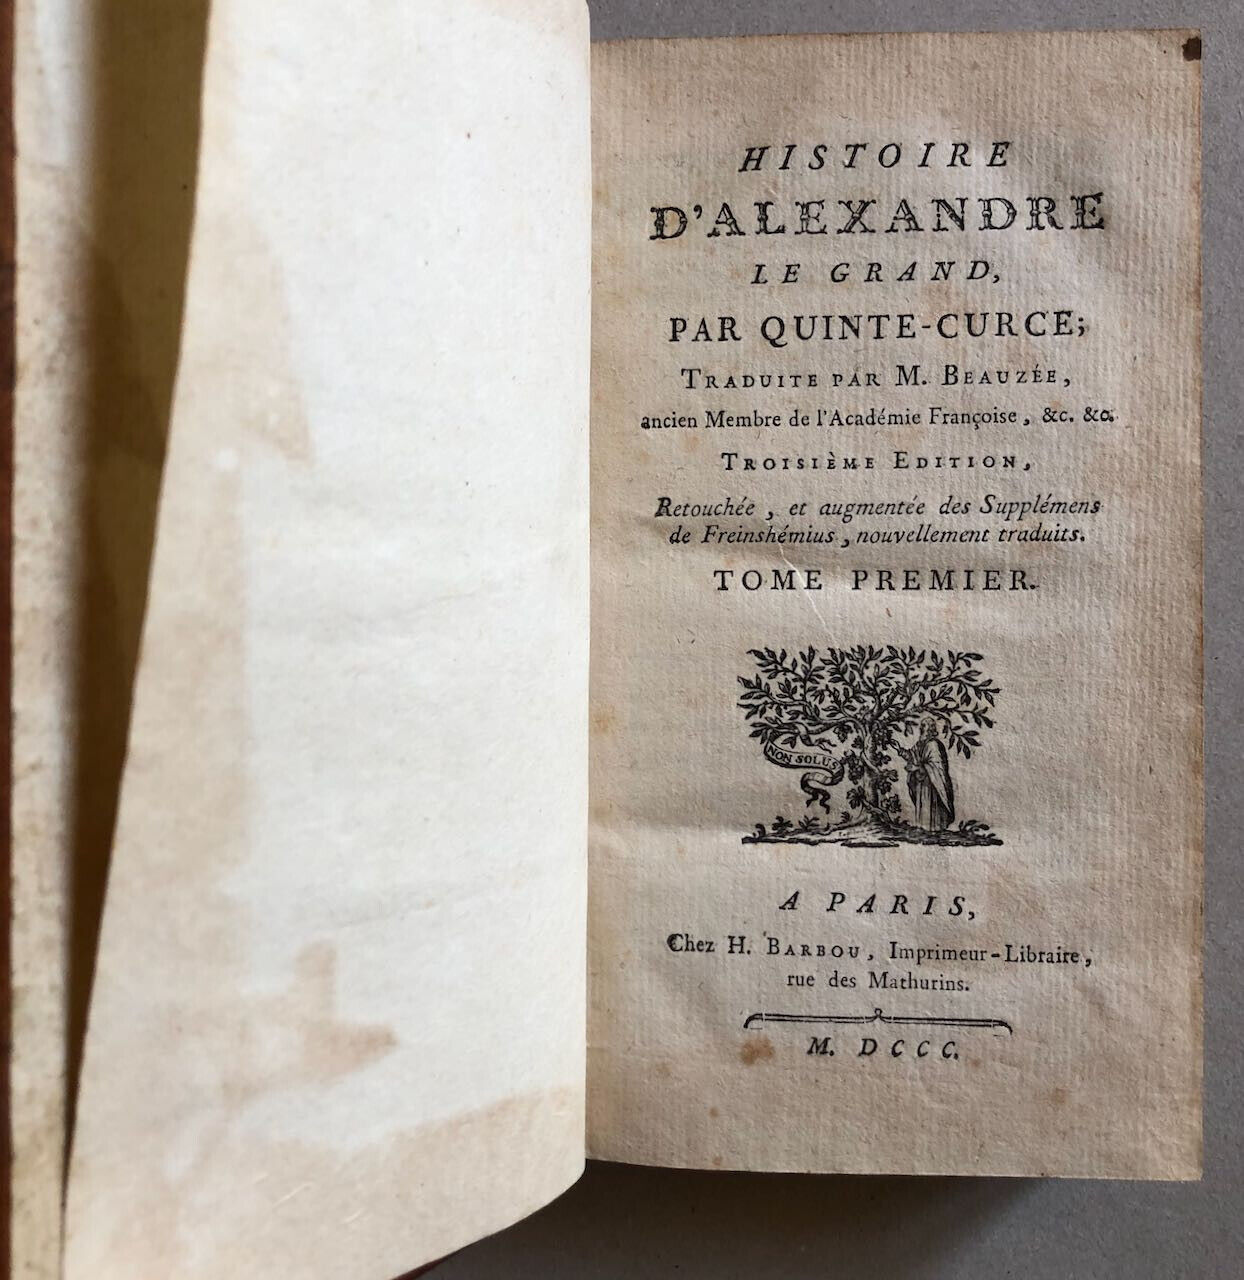 HISTOIRE
D'ALEXANDRE
LE GRAND,
PAR QUINTE-CURCE;
TRADUITE PAR M. BEAUZÉE,
ancien Membre de l'Académie Françoise, &c. &c.
TROISIÈME EDITION,
Retouchée, et augmentée des Supplémens
de Freinshémius, nouvellement traduits.
TOME PREMIER.
NON SOLUS
A PARIS,
Chez H. BARBOU, Imprimeur-Libraire,
rue des Mathurins.
M. DCCC.